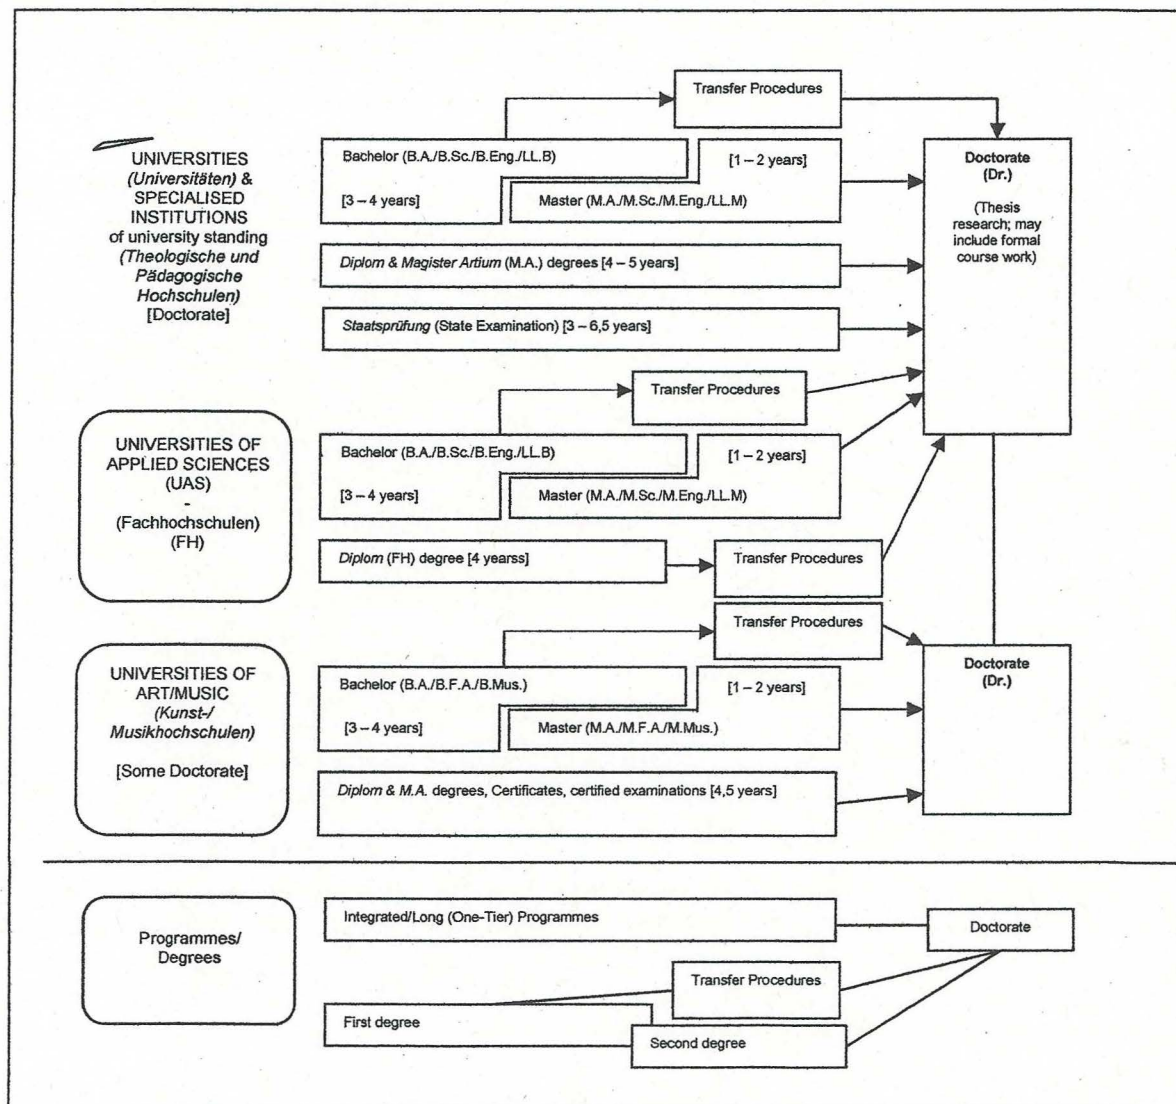 Transfer Procedures
UNIVERSITIES
(Universitäten) &
SPECIALISED
INSTITUTIONS
of university standing
(Theologische und
Pädagogische
Hochschulen)
[Doctorate]
Bachelor (B.A./B.Sc./B.Eng./LL.B)
[1 – 2 years]
[3 – 4 years]
Master (M.A./M.Sc./M.Eng./LL.M)
Diplom & Magister Artium (M.A.) degrees [4 – 5 years]
Staatsprüfung (State Examination) [3 – 6,5 years]
Doctorate
(Dr.)
(Thesis
research; may
include formal
course work)
Transfer Procedures
UNIVERSITIES OF
APPLIED SCIENCES
(UAS)
-
(Fachhochschulen)
(FH)
Bachelor (B.A./B.Sc./B.Eng./LL.B)
[1 – 2 years]
[3 – 4 years]
Master (M.A./M.Sc./M.Eng./LL.M)
Diplom (FH) degree [4 yearss]
Transfer Procedures
Transfer Procedures
UNIVERSITIES OF
ART/MUSIC
(Kunst-/
Musikhochschulen)
[Some Doctorate]
Bachelor (B.A./B.F.A./B.Mus.)
[1 – 2 years]
[3 – 4 years]
Master (M.A./M.F.A./M.Mus.)
Diplom & M.A. degrees, Certificates, certified examinations [4,5 years]
Doctorate
(Dr.)
Programmes/
Degrees
Integrated/Long (One-Tier) Programmes
Doctorate
Transfer Procedures
First degree
Second degree